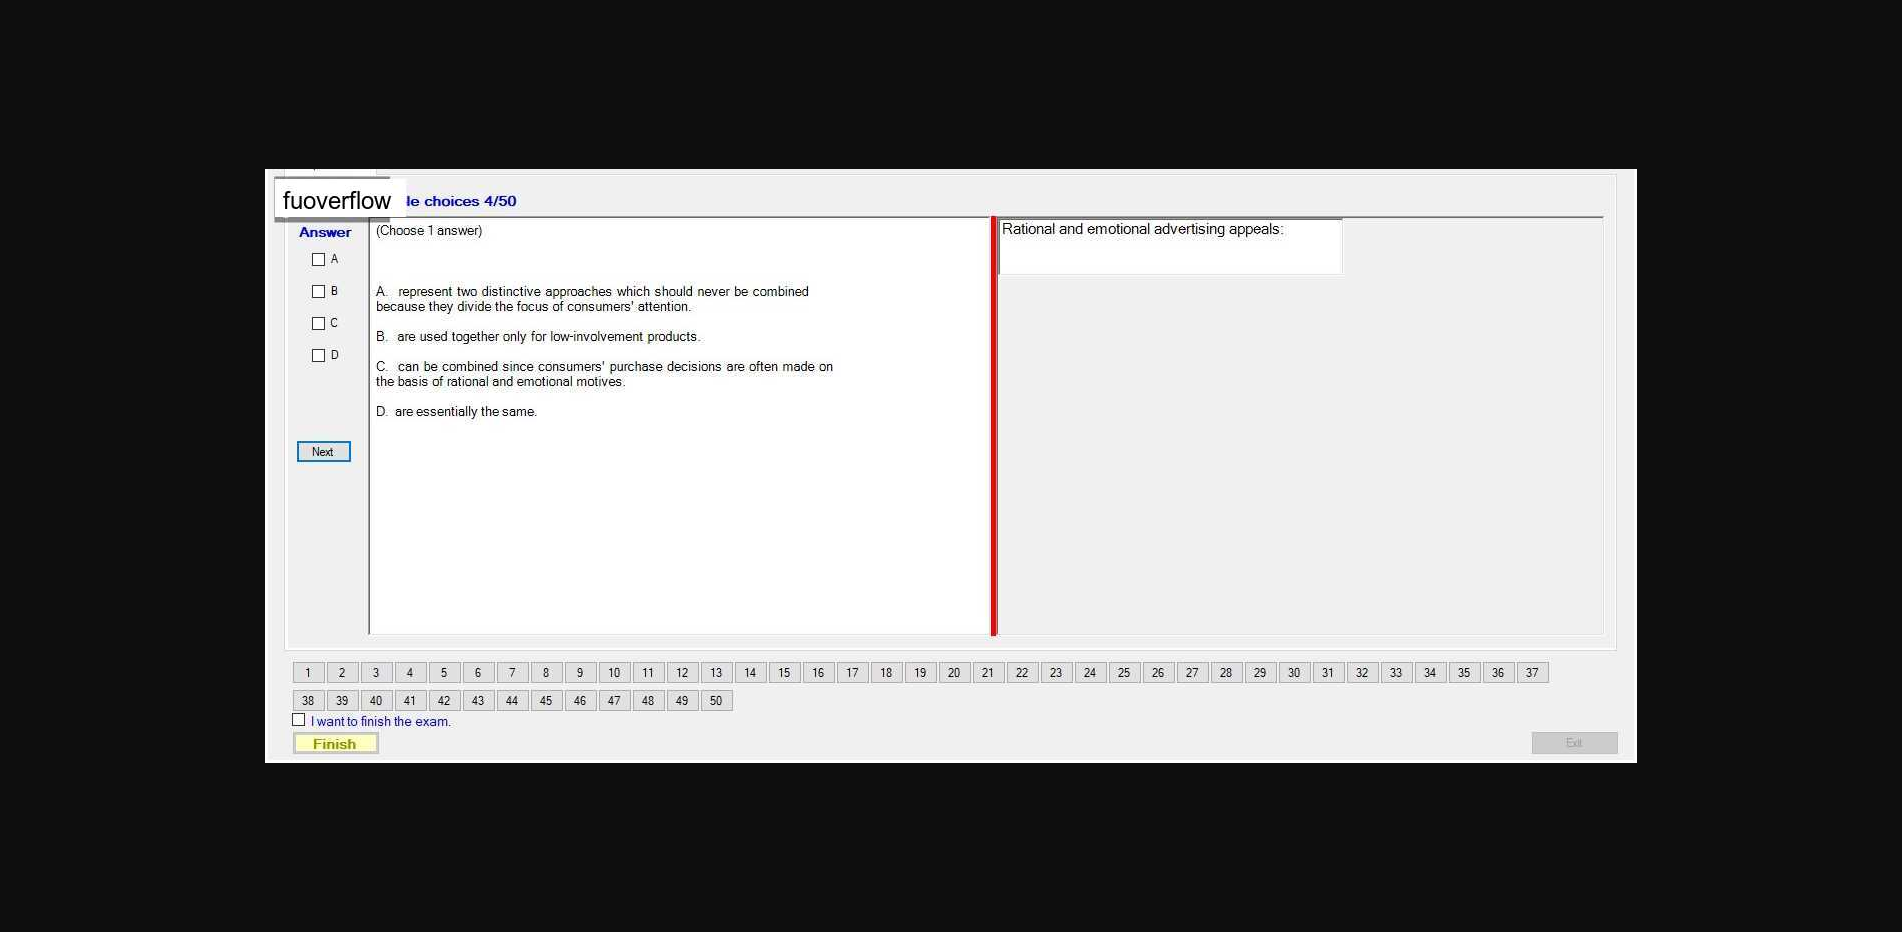 fuoverflow
le choices 4/50
Answer
A
B
C
D
Next
(Choose 1 answer)
A. represent two distinctive approaches which should never be combined
because they divide the focus of consumers' attention.
B. are used together only for low-involvement products.
C. can be combined since consumers' purchase decisions are often made on
the basis of rational and emotional motives.
D. are essentially the same.
Rational and emotional advertising appeals:
1 2 3 4 5 6 7 8 9 10 11 12 13 14 15 16 17 18 19 20 21 22 23 24 25 26 27 28 29 30 31 32 33 34 35 36 37
38 39 40 41 42 43 44 45 46 47 48 49 50
I want to finish the exam.
Finish
Exit